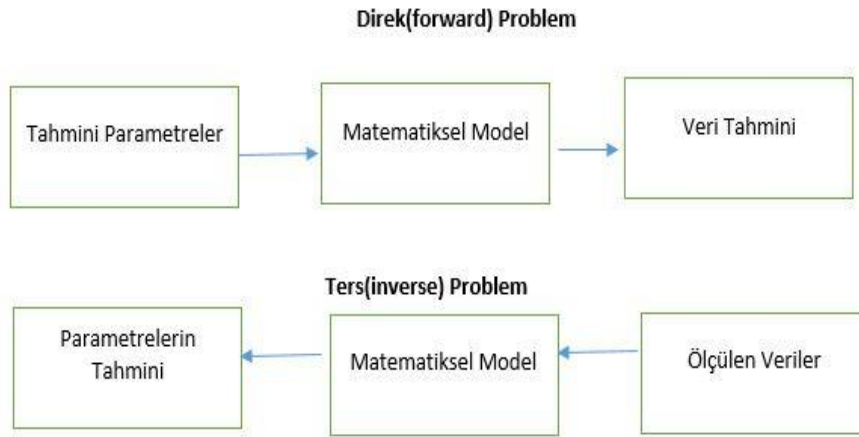 Direk(forward) Problem
Tahmini Parametreler
Matematiksel Model
Veri Tahmini
Ters(inverse) Problem
Parametrelerin
Tahmini
Matematiksel Model
Ölçülen Veriler